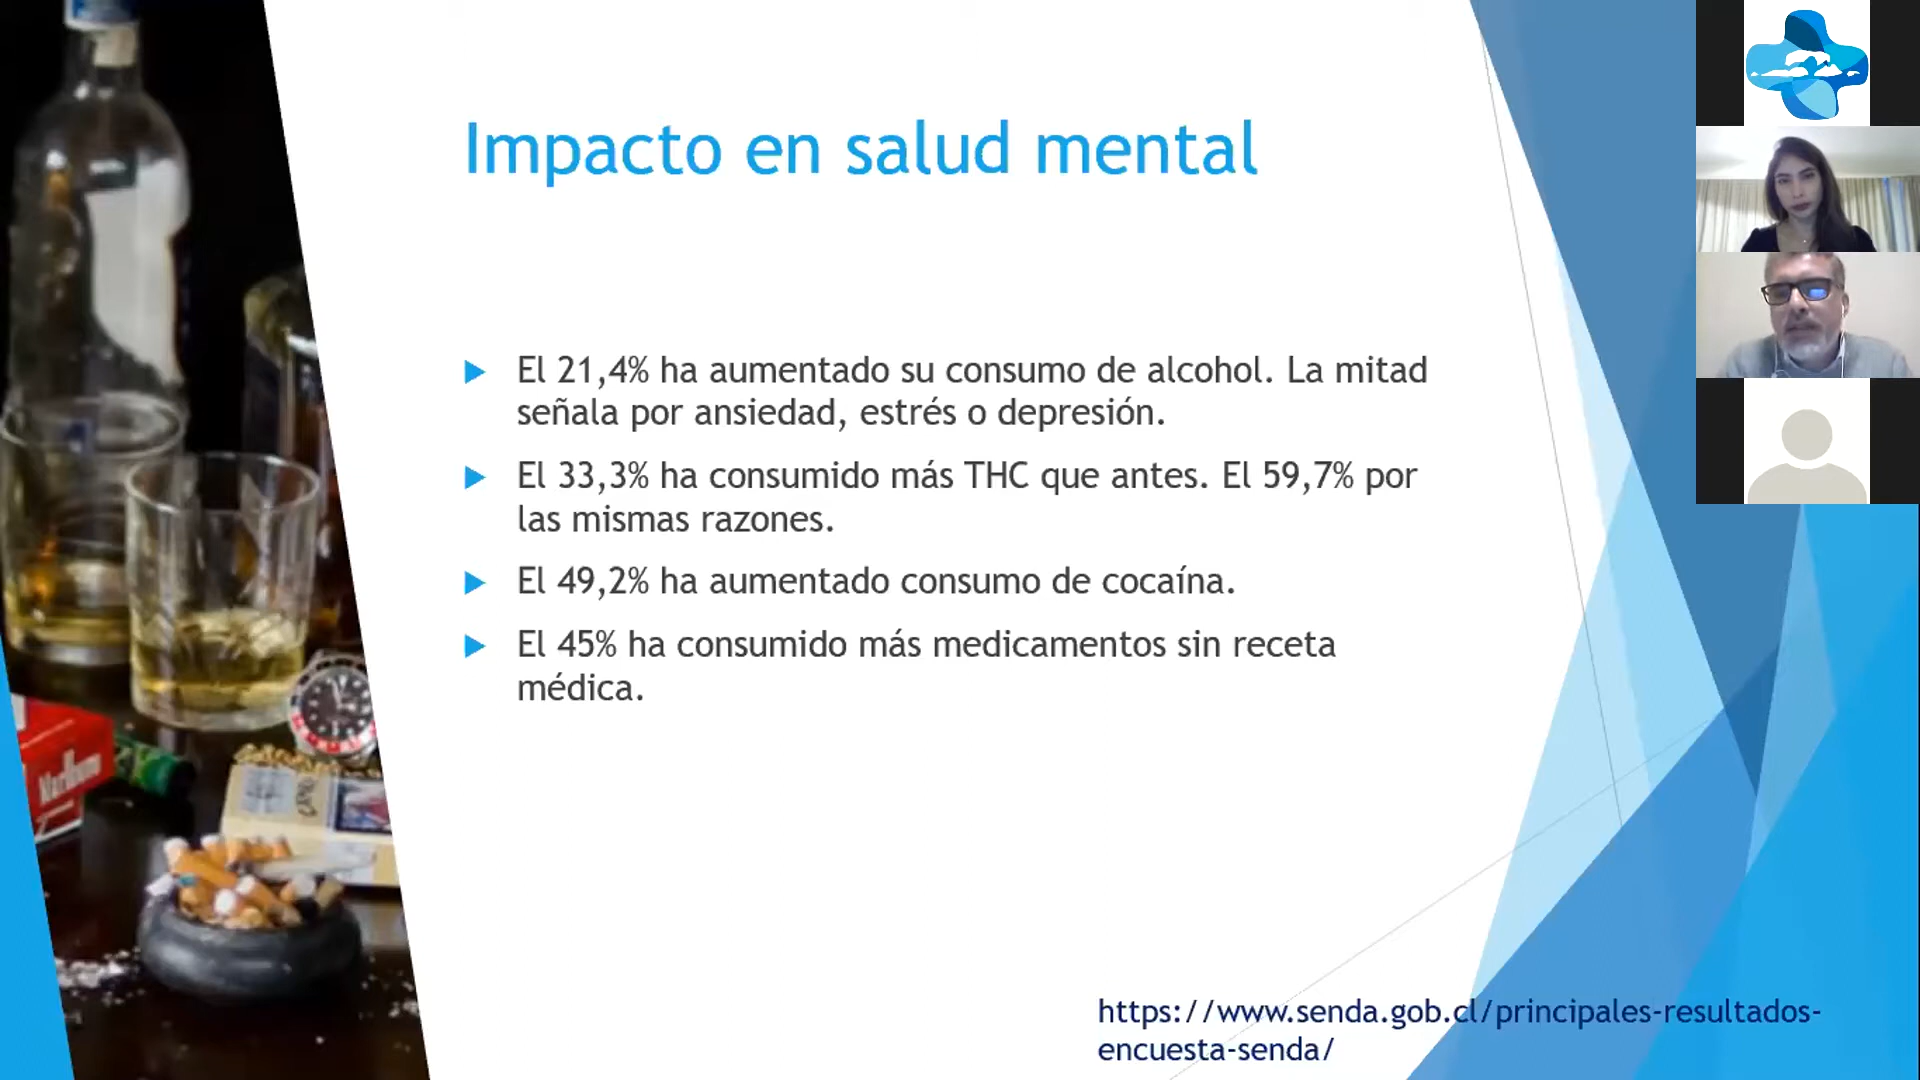 Impacto en salud mental
El 21,4% ha aumentado su consumo de alcohol. La mitad
señala por ansiedad, estrés o depresión.
El 33,3% ha consumido más THC que antes. El 59,7% por
las mismas razones.
El 49,2% ha aumentado consumo de cocaína.
El 45% ha consumido más medicamentos sin receta
médica.
Marlboro
https://www.senda.gob.cl/principales-resultados-
encuesta-senda/